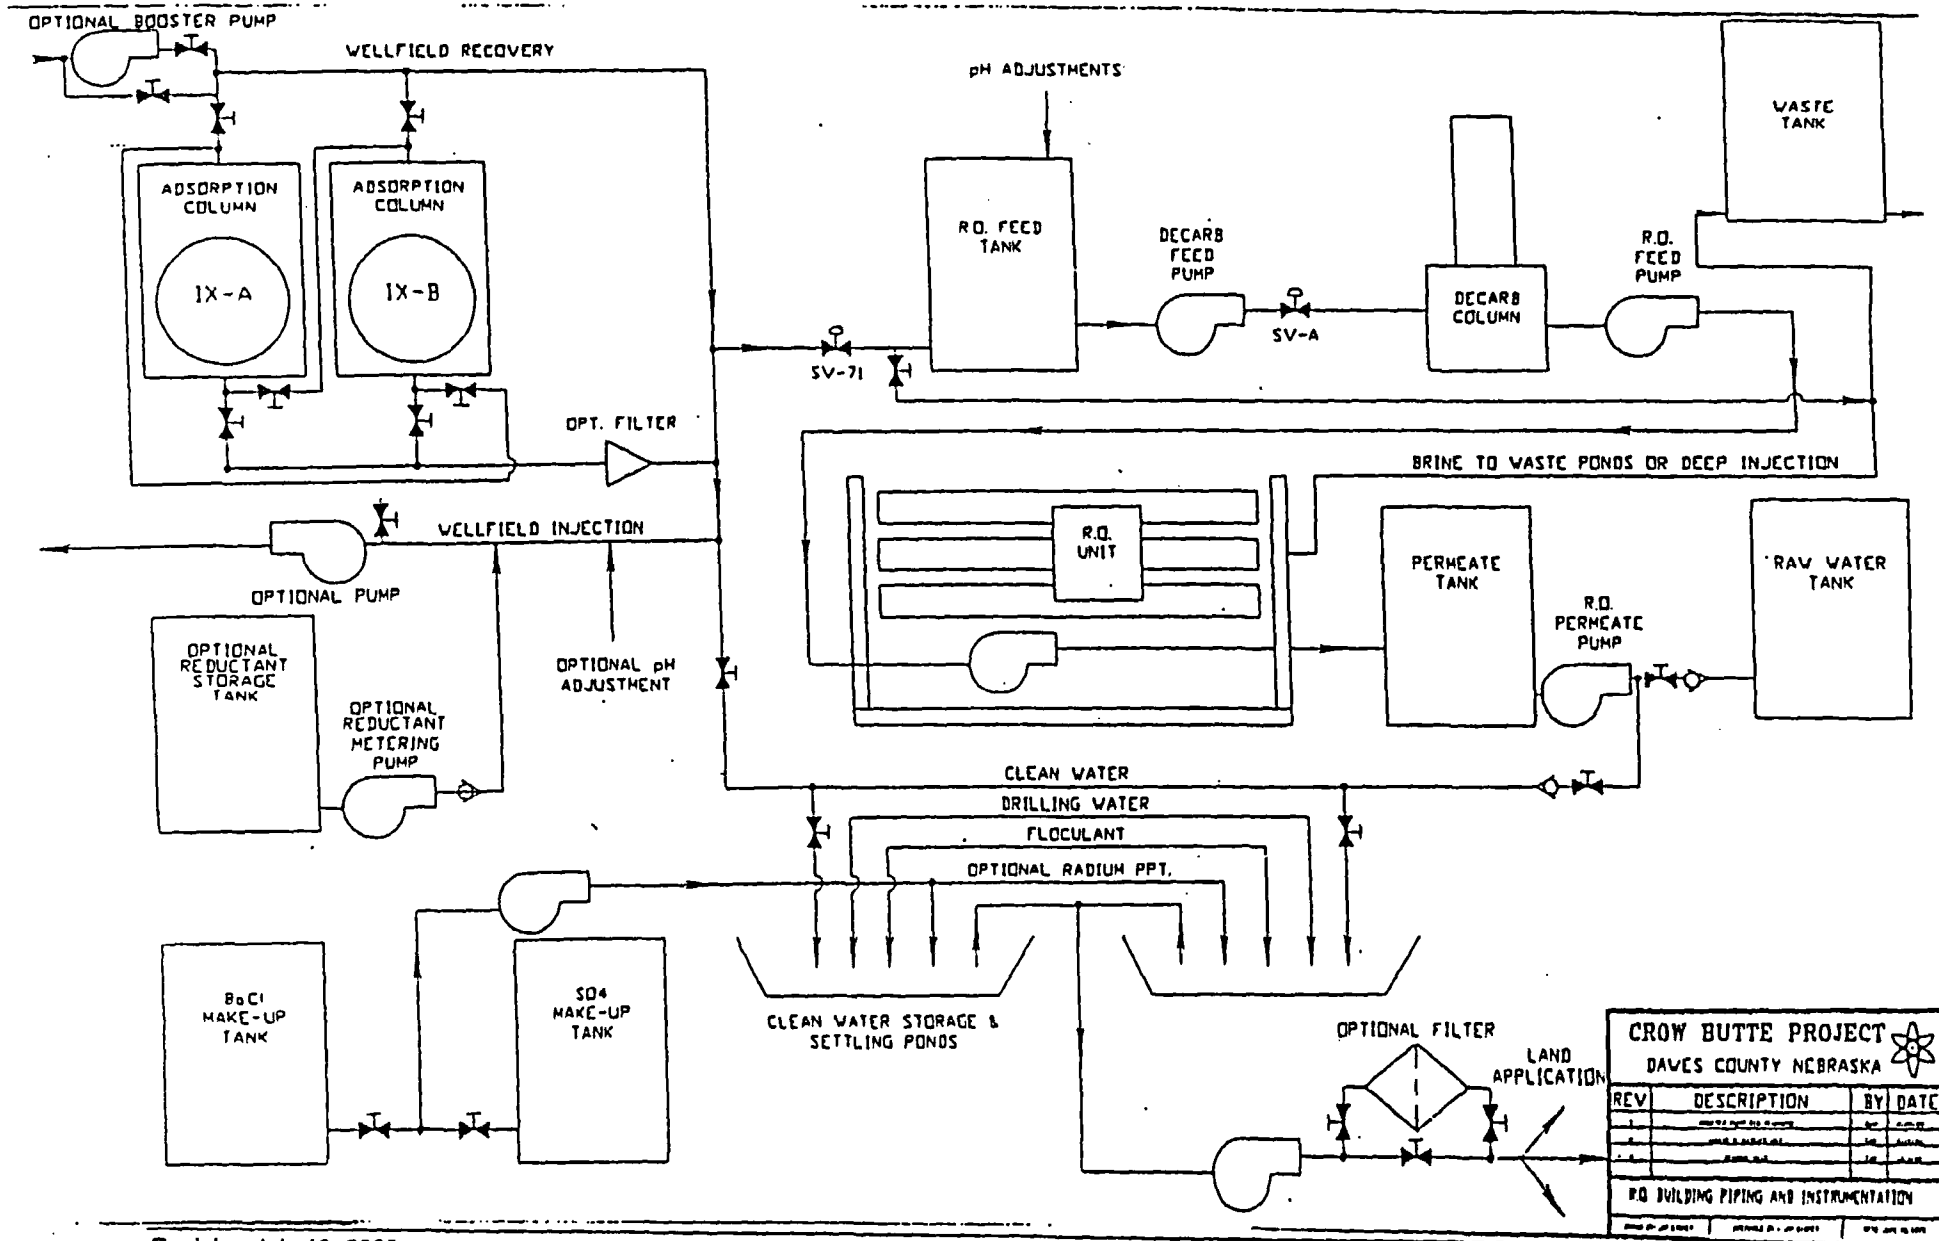 OPTIONAL BOOSTER PUMP
WELLFIELD RECOVERY
pH ADJUSTMENTS
WASTE
TANK
ADSORPTION
COLUMN
IX-A
ADSORPTION
COLUMN
IX-B
R.O. FEED
TANK
DECARB
FEED
PUMP
SV-A
DECARB
COLUMN
R.O.
FEED
PUMP
SV-71
OPT. FILTER
BRINE TO WASTE PONDS OR DEEP INJECTION
WELLFIELD INJECTION
OPTIONAL PUMP
R.O.
UNIT
PERMEATE
TANK
RAW WATER
TANK
R.O.
PERMEATE
PUMP
OPTIONAL
REDUCTANT
STORAGE
TANK
OPTIONAL pH
ADJUSTMENT
OPTIONAL
REDUCTANT
METERING
PUMP
CLEAN WATER
DRILLING WATER
FLOCULANT
OPTIONAL RADIUM PPT.
BaCl
MAKE-UP
TANK
SO4
MAKE-UP
TANK
CLEAN WATER STORAGE &
SETTLING PONDS
OPTIONAL FILTER
LAND
APPLICATION
CROW BUTTE PROJECT
DAWES COUNTY NEBRASKA
REV DESCRIPTION BY DATE
R.O. BUILDING PIPING AND INSTRUMENTATION